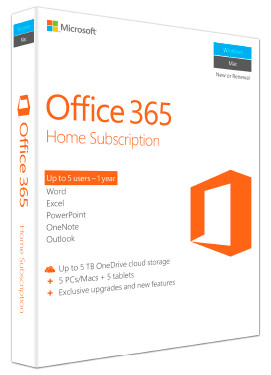 Microsoft
Windows
Mac
New or Renewal
Office 365
Home Subscription
Up to 5 users ~ 1 year
Word
Excel
PowerPoint
OneNote
Outlook
Up to 5 TB OneDrive cloud storage
+ 5 PCs/Macs + 5 tablets
+ Exclusive upgrades and new features
Office 365
Home Subscription